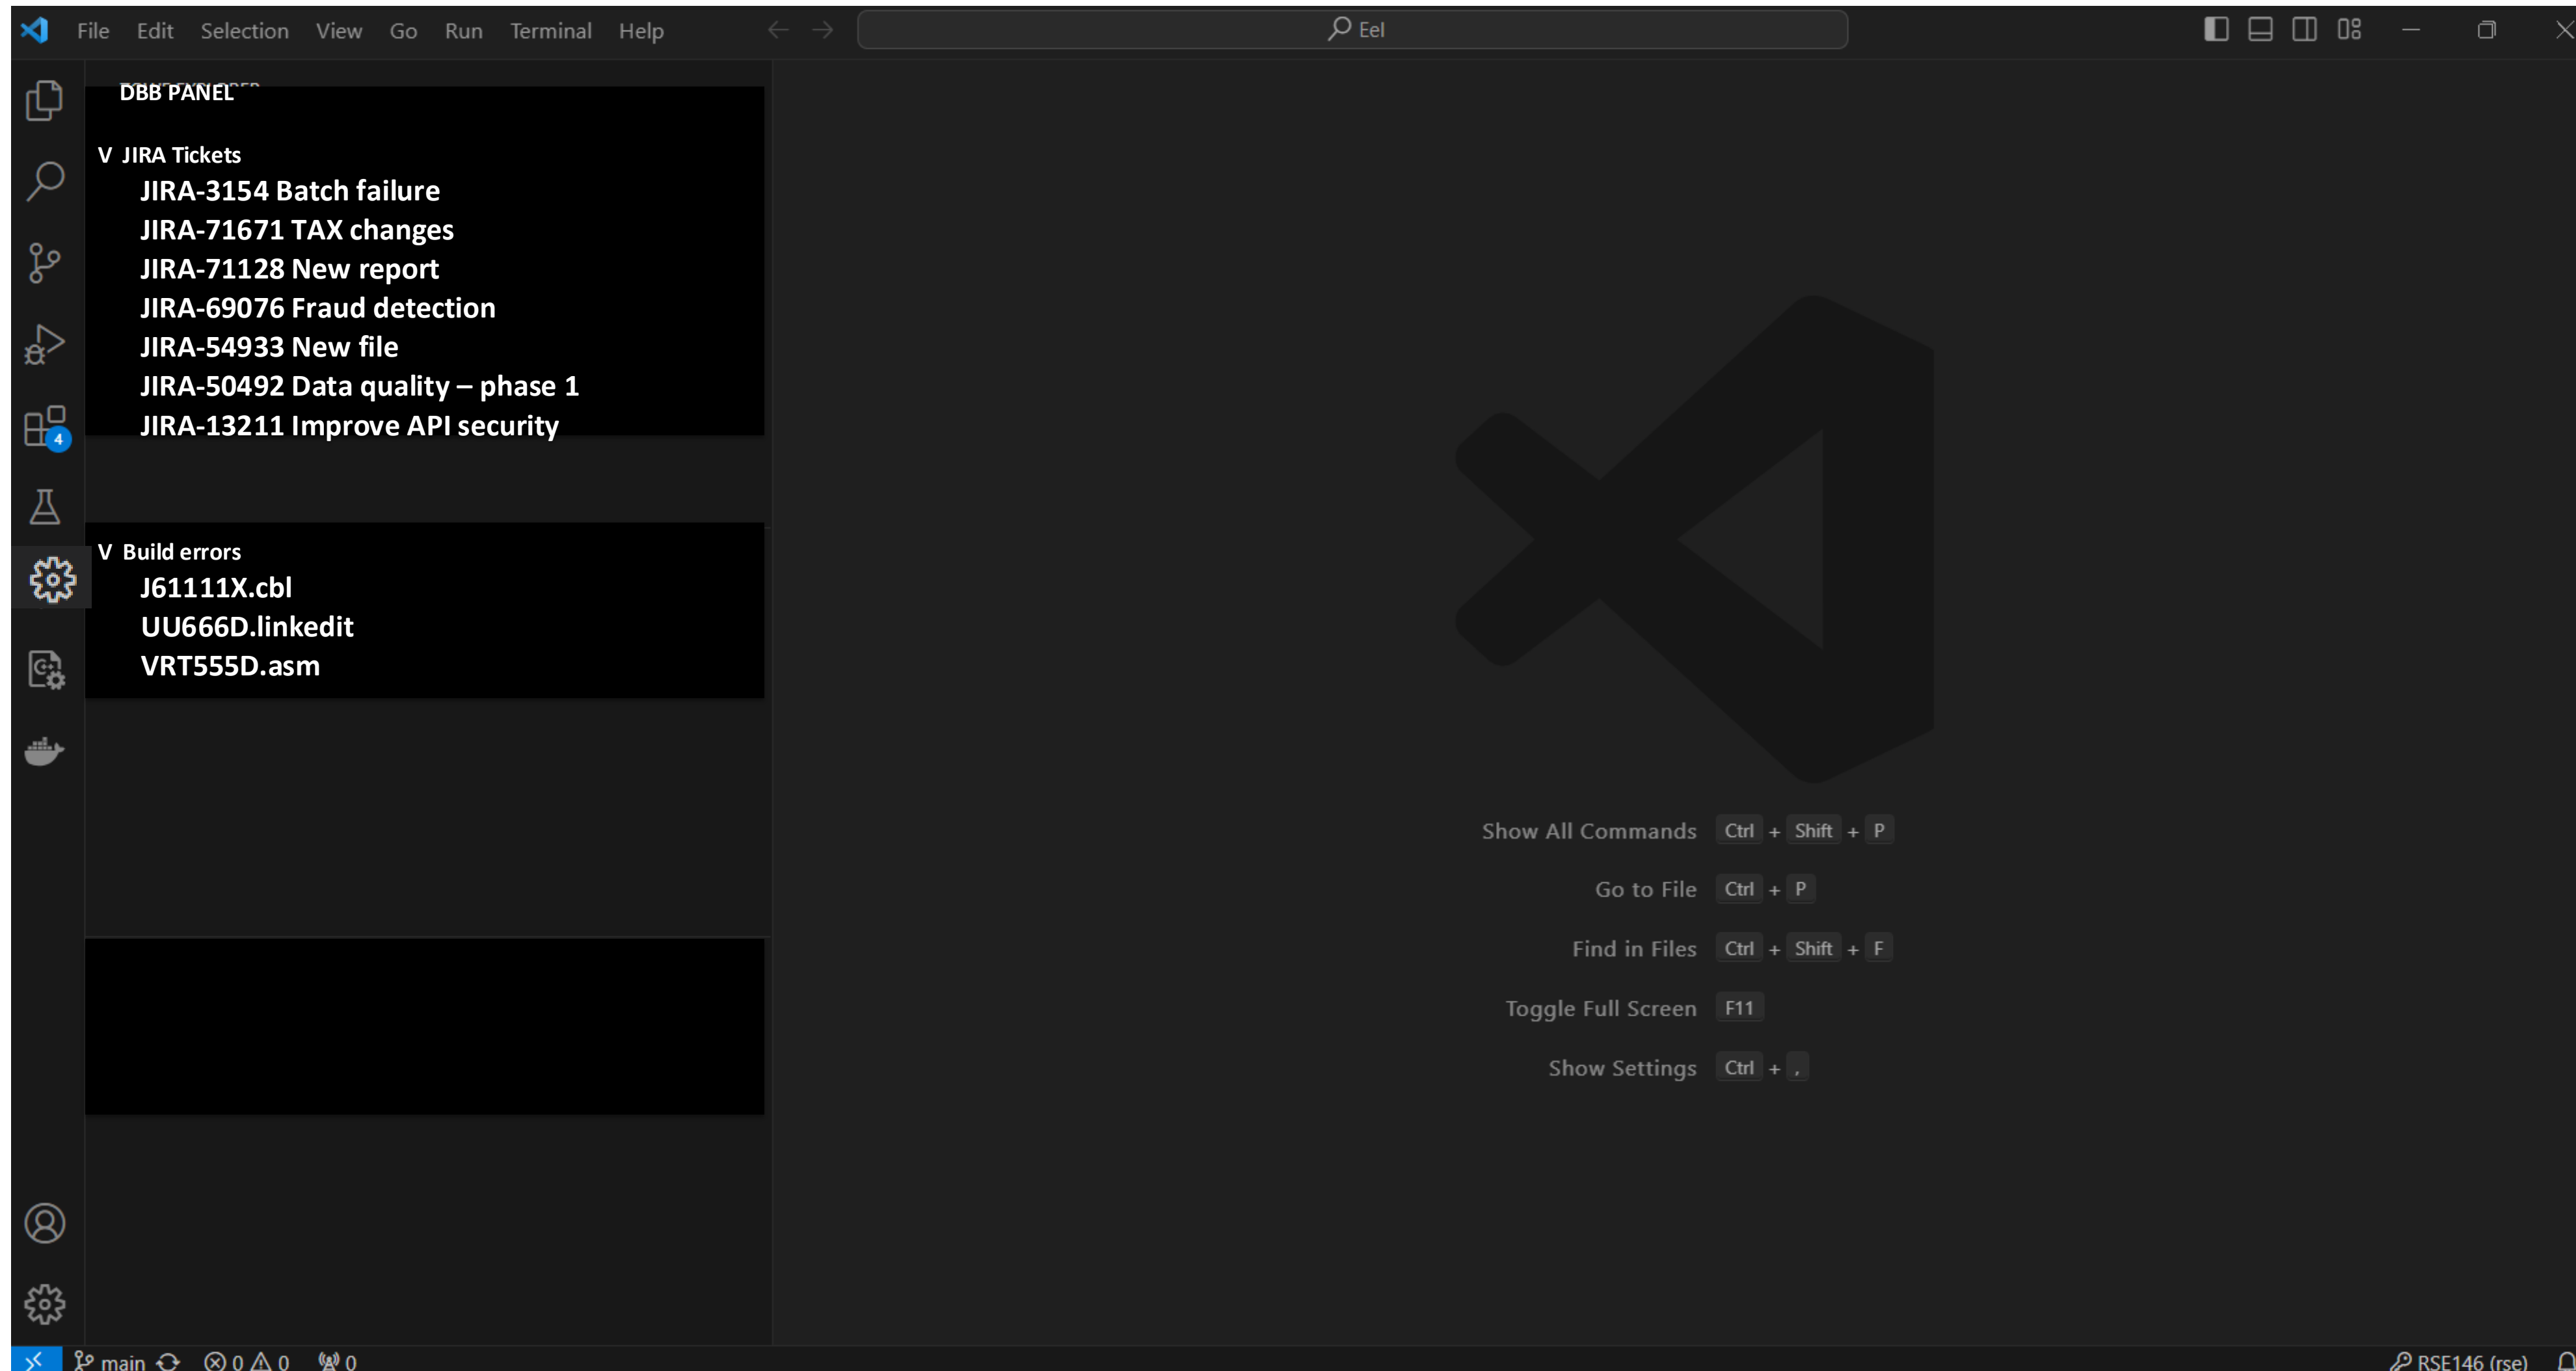 File Edit Selection View Go Run Terminal Help
Eel
DBB PANEL
V JIRA Tickets
JIRA-3154 Batch failure
JIRA-71671 TAX changes
JIRA-71128 New report
JIRA-69076 Fraud detection
JIRA-54933 New file
JIRA-50492 Data quality – phase 1
JIRA-13211 Improve API security
4
V Build errors
J61111X.cbl
UU666D.linkedit
VRT555D.asm
Show All Commands Ctrl + Shift + P
Go to File Ctrl + P
Find in Files Ctrl + Shift + F
Toggle Full Screen F11
Show Settings Ctrl + ,
main 0 0 0
RSE146 (rse)